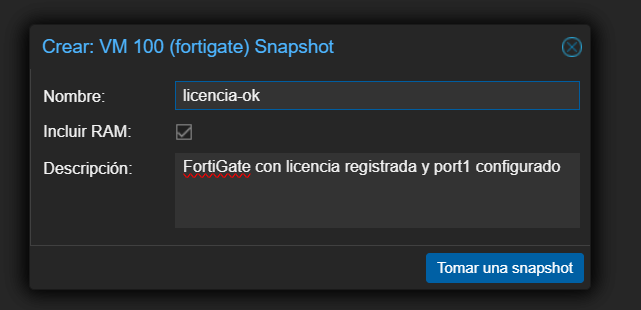 Crear: VM 100 (fortigate) Snapshot
Nombre: licencia-ok
Incluir RAM:
Descripción: FortiGate con licencia registrada y port1 configurado
Tomar una snapshot